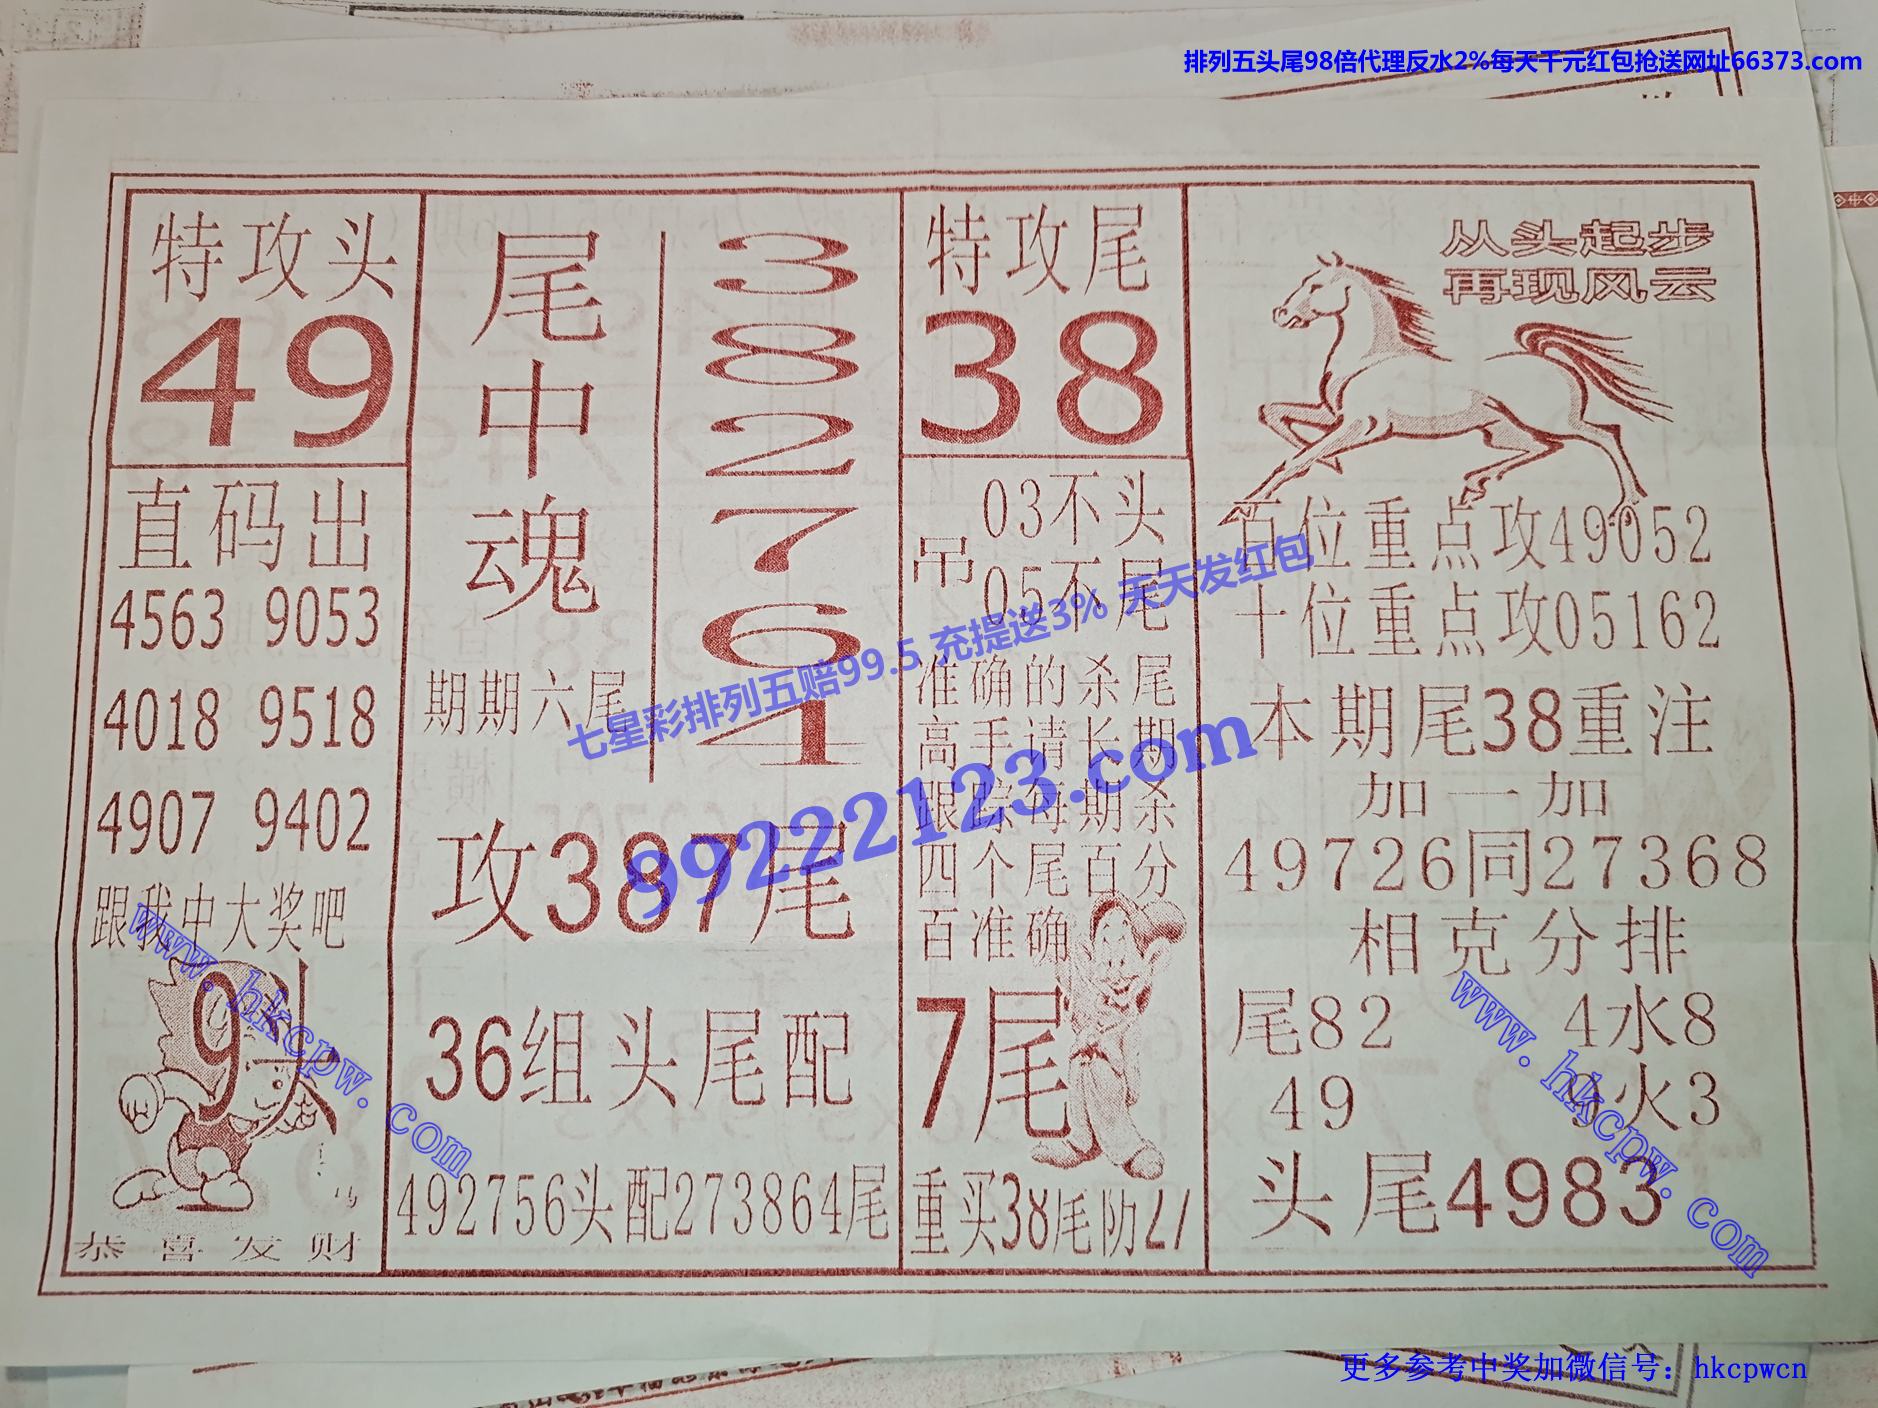 排列五头尾98倍代理反水2%每天千元红包抢送网址66373.com
特攻头
49
直码出
4563 9053
4018 9518
4907 9402
跟我中大奖吧
9头
恭喜发财
尾中魂
期期六尾
3
8
2
7
6
4
攻387尾
36组头尾配
492756头配273864尾
特攻尾
38
吊
03不头
05不尾
准确的杀尾
高手请长期
跟踪每期杀
四个尾百分
百准确
7尾
重买38尾防27
从头起步
再现风云
百位重点攻49052
十位重点攻05162
本期尾38重注
加一加
49726同27368
相克分排
尾82 4水8
49 9火3
头尾4983
七星彩排列五赔99.5 充提送3% 天天发红包
89222123.com
www.hkcpw.com
www.hkcpw.com
更多参考中奖加微信号：hkcpwcn